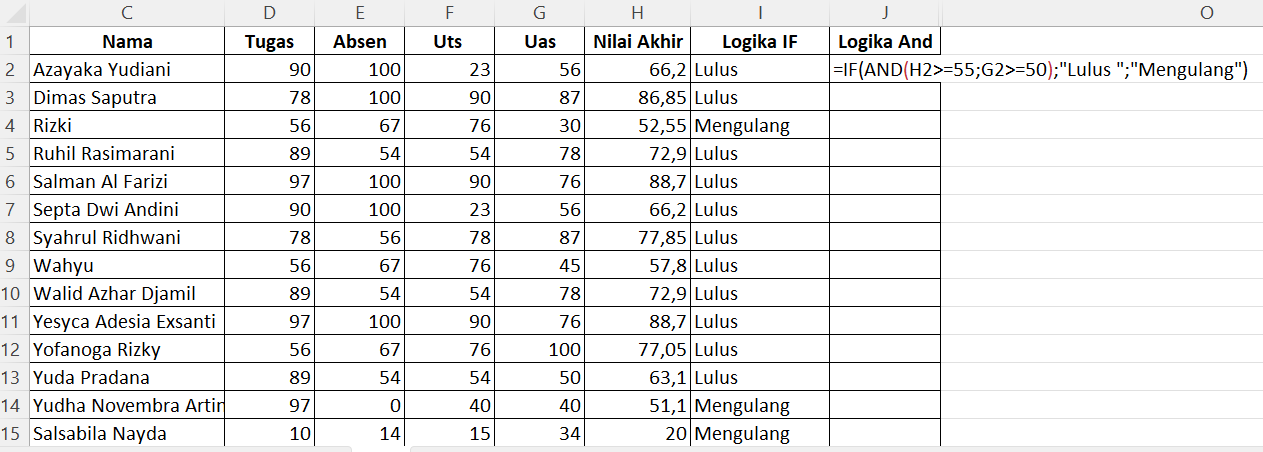 C D E F G H I J O
1 Nama Tugas Absen Uts Uas Nilai Akhir Logika IF Logika And
2 Azayaka Yudiani 90 100 23 56 66,2 Lulus =IF(AND(H2>=55;G2>=50);"Lulus ";"Mengulang")
3 Dimas Saputra 78 100 90 87 86,85 Lulus
4 Rizki 56 67 76 30 52,55 Mengulang
5 Ruhil Rasimarani 89 54 54 78 72,9 Lulus
6 Salman Al Farizi 97 100 90 76 88,7 Lulus
7 Septa Dwi Andini 90 100 23 56 66,2 Lulus
8 Syahrul Ridhwani 78 56 78 87 77,85 Lulus
9 Wahyu 56 67 76 45 57,8 Lulus
10 Walid Azhar Djamil 89 54 54 78 72,9 Lulus
11 Yesyca Adesia Exsanti 97 100 90 76 88,7 Lulus
12 Yofanoga Rizky 56 67 76 100 77,05 Lulus
13 Yuda Pradana 89 54 54 50 63,1 Lulus
14 Yudha Novembra Artin 97 0 40 40 51,1 Mengulang
15 Salsabila Nayda 10 14 15 34 20 Mengulang